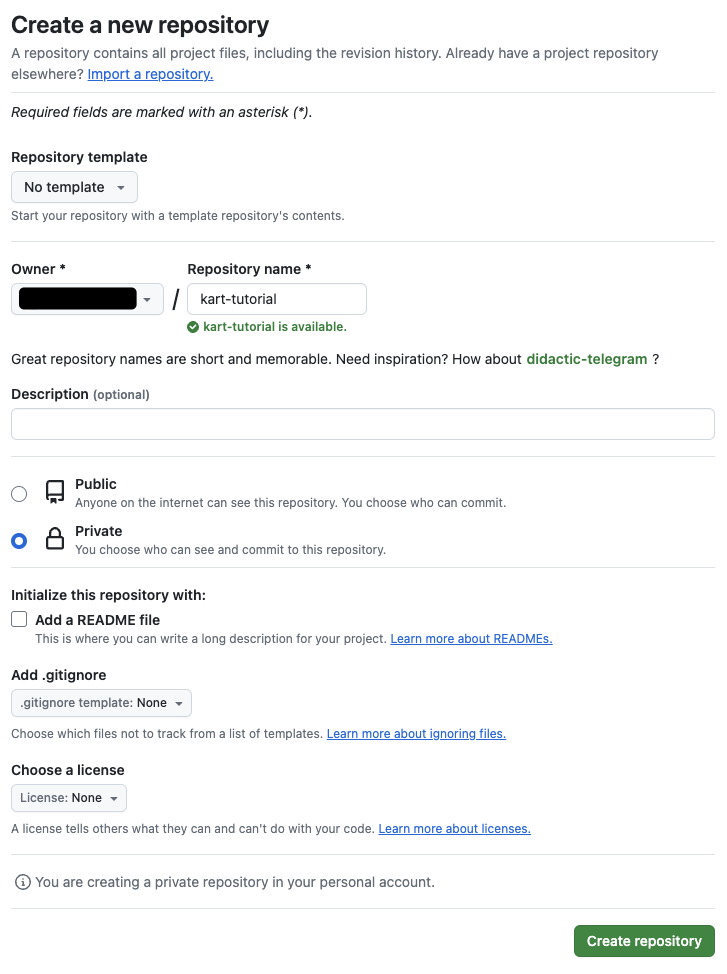 Create a new repository
A repository contains all project files, including the revision history. Already have a project repository
elsewhere? Import a repository.
Required fields are marked with an asterisk (*).
Repository template
No template
Start your repository with a template repository's contents.
Owner * Repository name *
/ kart-tutorial
kart-tutorial is available.
Great repository names are short and memorable. Need inspiration? How about didactic-telegram ?
Description (optional)
Public
Anyone on the internet can see this repository. You choose who can commit.
Private
You choose who can see and commit to this repository.
Initialize this repository with:
Add a README file
This is where you can write a long description for your project. Learn more about READMEs.
Add .gitignore
.gitignore template: None
Choose which files not to track from a list of templates. Learn more about ignoring files.
Choose a license
License: None
A license tells others what they can and can't do with your code. Learn more about licenses.
You are creating a private repository in your personal account.
Create repository